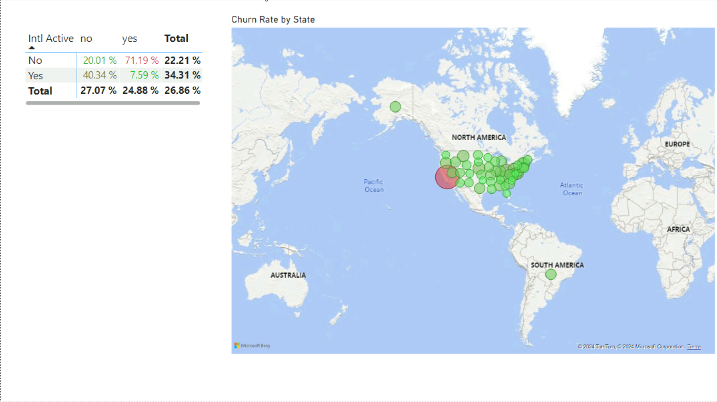 Churn Rate by State
Intl Active no yes Total
No 20.01 % 71.19 % 22.21 %
Yes 40.34 % 7.59 % 34.31 %
Total 27.07 % 24.88 % 26.86 %
NORTH AMERICA
EUROPE
Pacific
Ocean
Atlantic
Ocean
AFRICA
SOUTH AMERICA
AUSTRALIA
Microsoft Bing
© 2024 TomTom, © 2024 Microsoft Corporation Terms